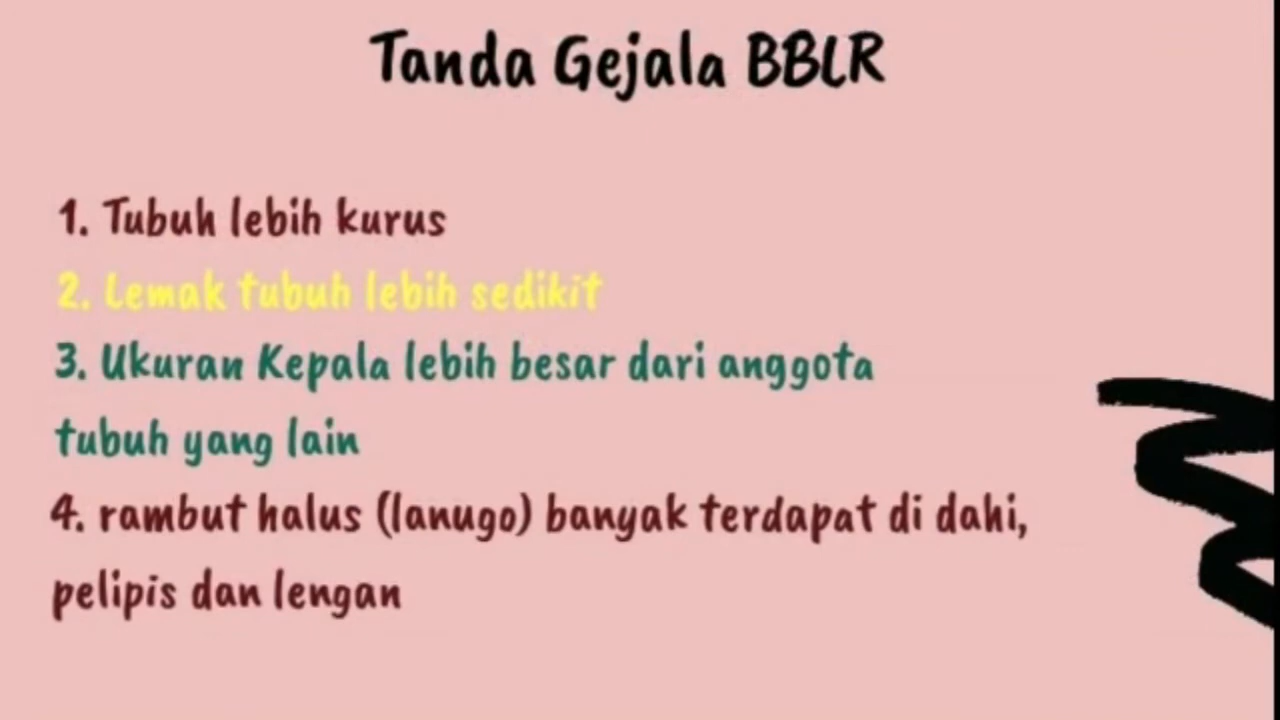 Tanda Gejala BBLR
1. Tubuh lebih kurus
2. Lemak tubuh lebih sedikit
3. Ukuran Kepala lebih besar dari anggota
tubuh yang lain
4. rambut halus (lanugo) banyak terdapat di dahi,
pelipis dan lengan